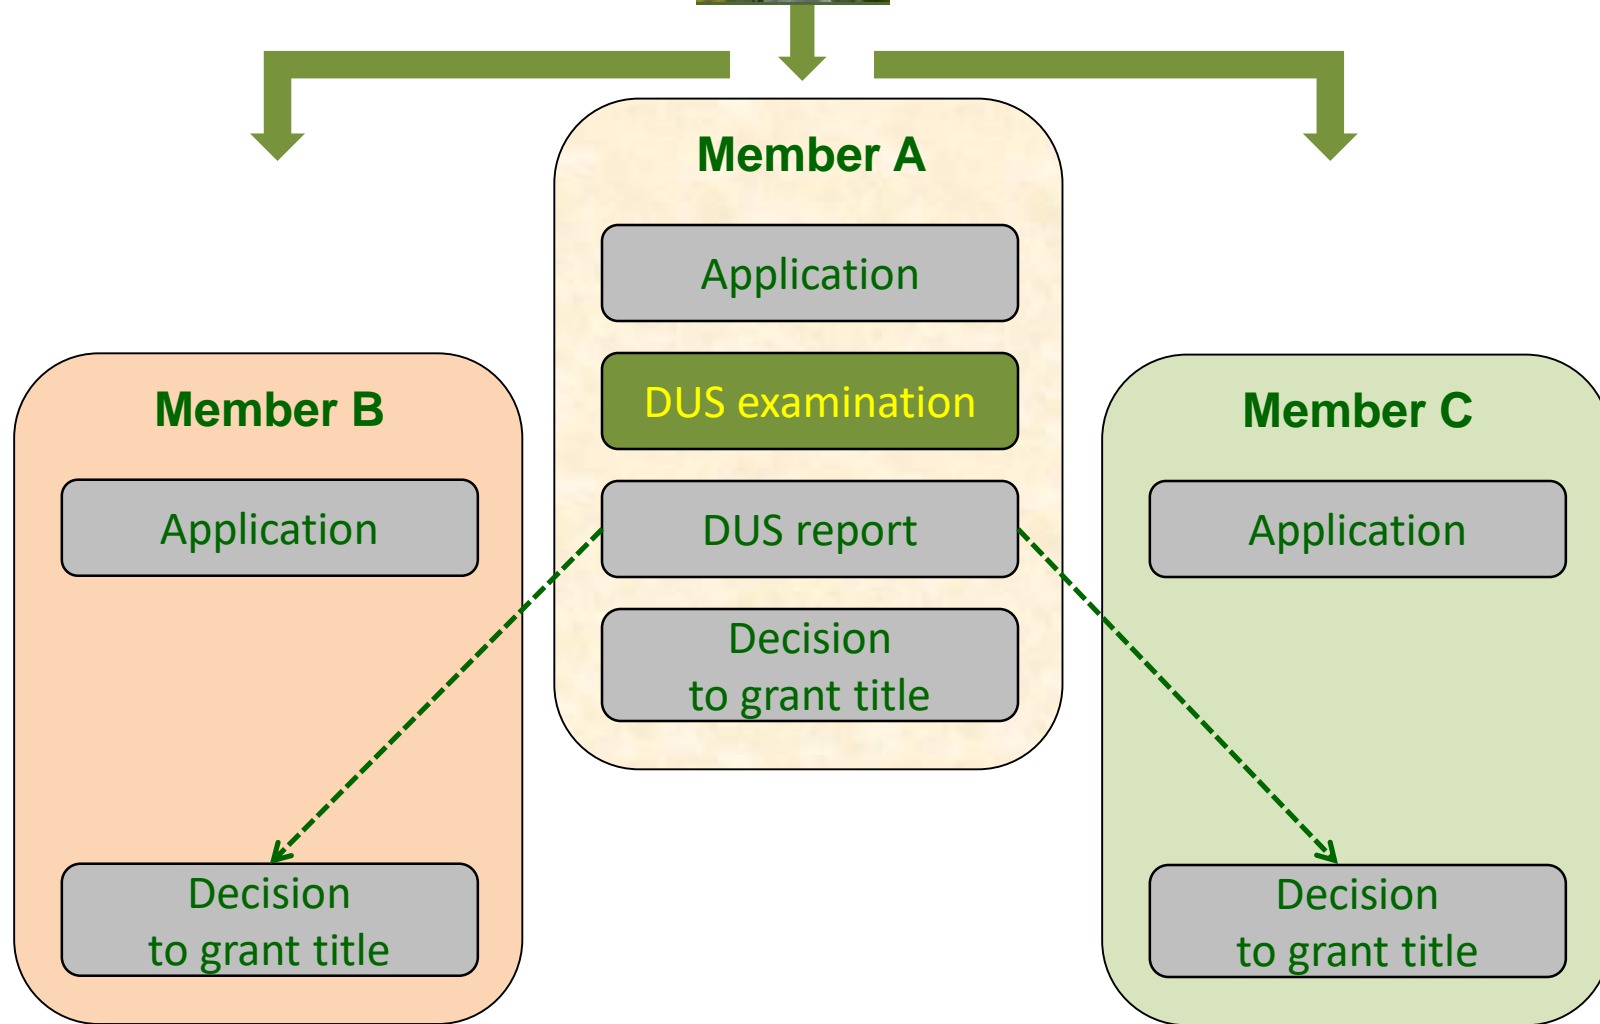 Member A
Application
DUS examination
DUS report
Decision
to grant title
Member B
Application
Decision
to grant title
Member C
Application
Decision
to grant title